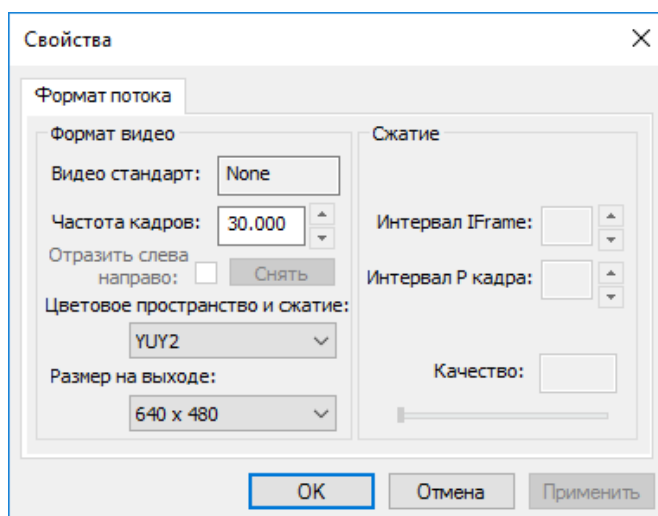 Свойства
Формат потока
Формат видео
Видео стандарт: None
Частота кадров: 30.000
Отразить слева
направо: Снять
Цветовое пространство и сжатие:
YUY2
Размер на выходе:
640 x 480
Сжатие
Интервал IFrame:
Интервал P кадра:
Качество:
OK Отмена Применить